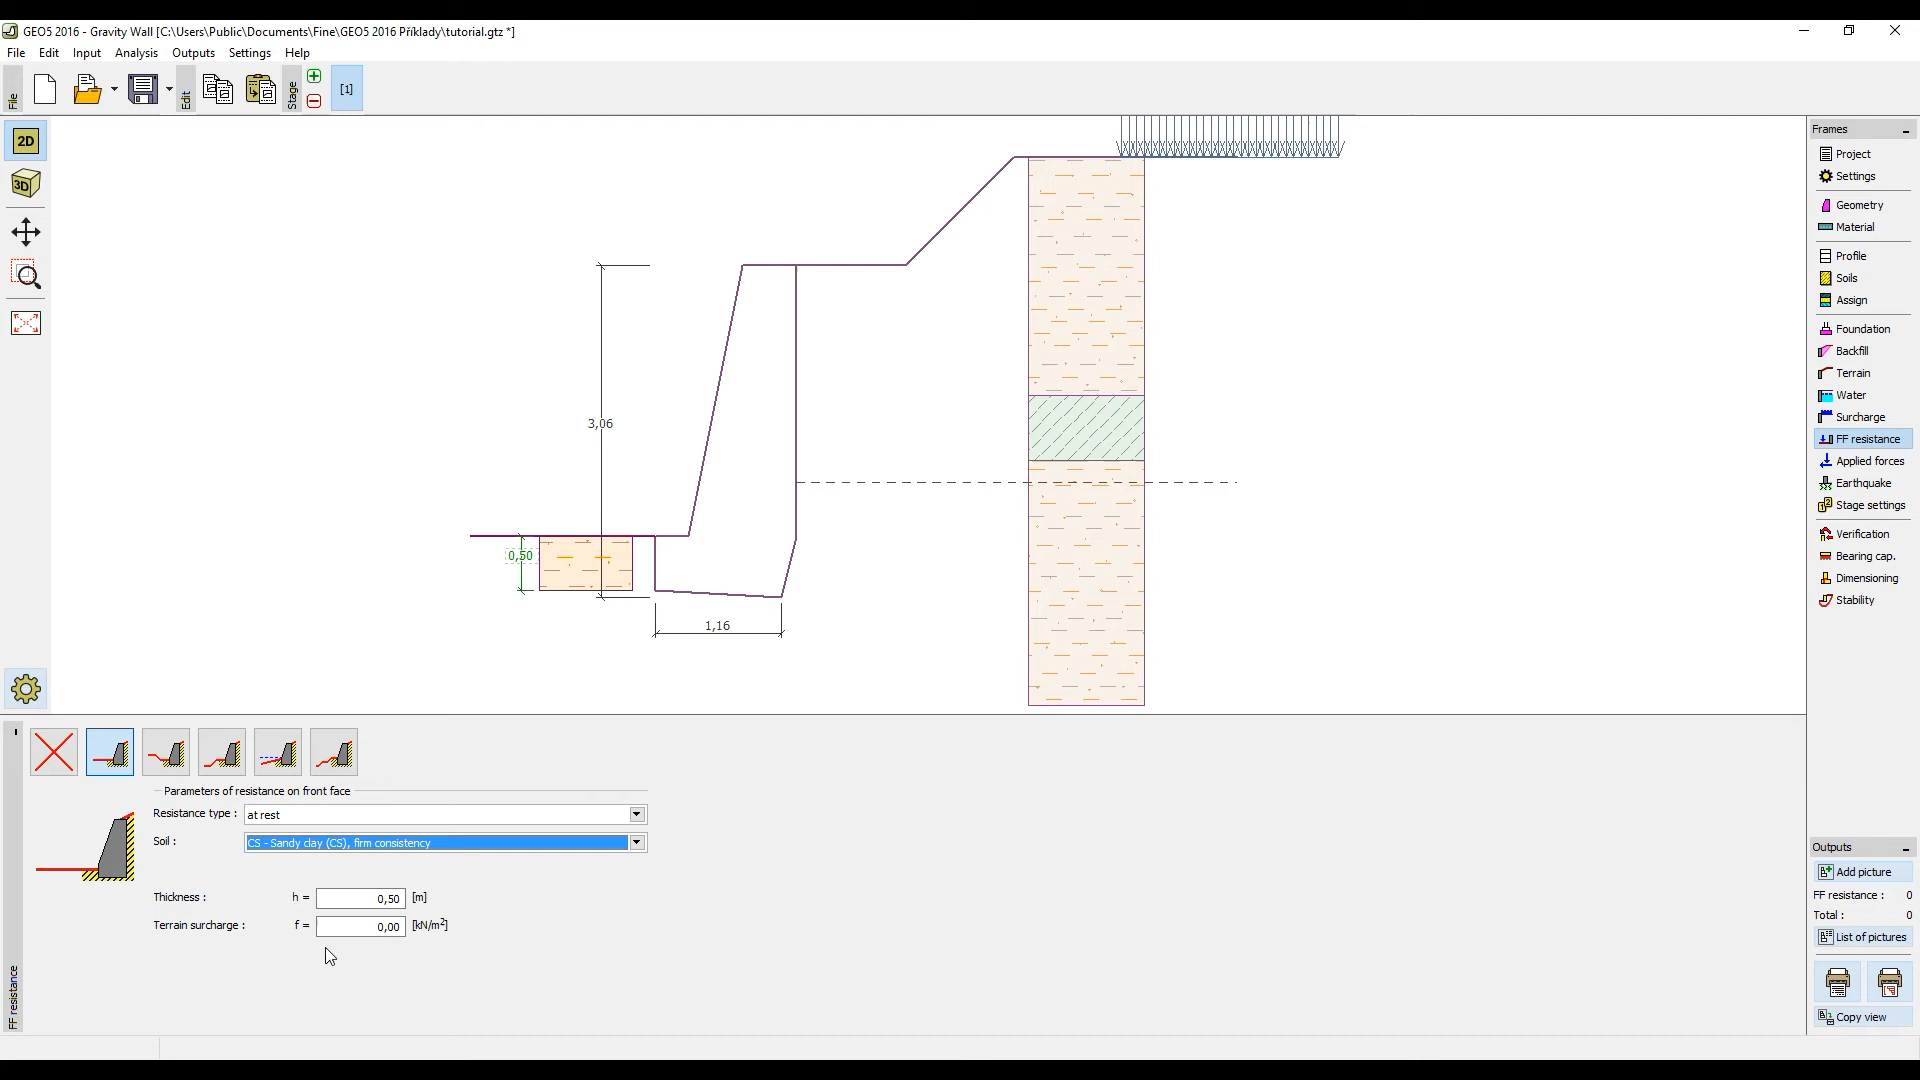 GEO5 2016 - Gravity Wall [C:\Users\Public\Documents\Fine\GEO5 2016 Příklady\tutorial.gtz *]
File Edit Input Analysis Outputs Settings Help
File
Edit
Stage
[1]
2D
3D
3,06
0,50
1,16
Frames
Project
Settings
Geometry
Material
Profile
Soils
Assign
Foundation
Backfill
Terrain
Water
Surcharge
FF resistance
Applied forces
Earthquake
Stage settings
Verification
Bearing cap.
Dimensioning
Stability
FF resistance
Parameters of resistance on front face
Resistance type : at rest
Soil : CS - Sandy clay (CS), firm consistency
Thickness : h = 0,50 [m]
Terrain surcharge : f = 0,00 [kN/m²]
Outputs
Add picture
FF resistance : 0
Total : 0
List of pictures
Copy view